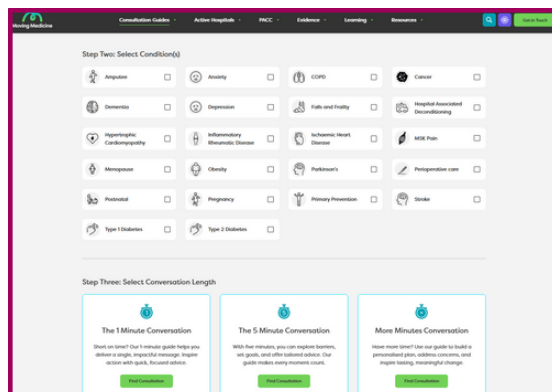 Moving Medicine
Consultation Guides
Active Hospitals
PACC
Evidence
Learning
Resources
Get in Touch
Step Two: Select Condition(s)
Amputee
Anxiety
COPD
Cancer
Dementia
Depression
Falls and Frailty
Hospital Associated
Deconditioning
Hypertrophic
Cardiomyopathy
Inflammatory
Rheumatic Disease
Ischaemic Heart
Disease
MSK Pain
Menopause
Obesity
Parkinson's
Perioperative care
Postnatal
Pregnancy
Primary Prevention
Stroke
Type 1 Diabetes
Type 2 Diabetes
Step Three: Select Conversation Length
The 1 Minute Conversation
Short on time? Our 1-minute guide helps you
deliver a single, impactful message. Inspire
action with quick, focused advice.
Find Consultation
The 5 Minute Conversation
With five minutes, you can explore barriers,
set goals, and offer tailored advice. Our
guide makes every moment count.
Find Consultation
More Minutes Conversation
Have more time? Use our guide to build a
personalised plan, address concerns, and
inspire lasting, meaningful change.
Find Consultation